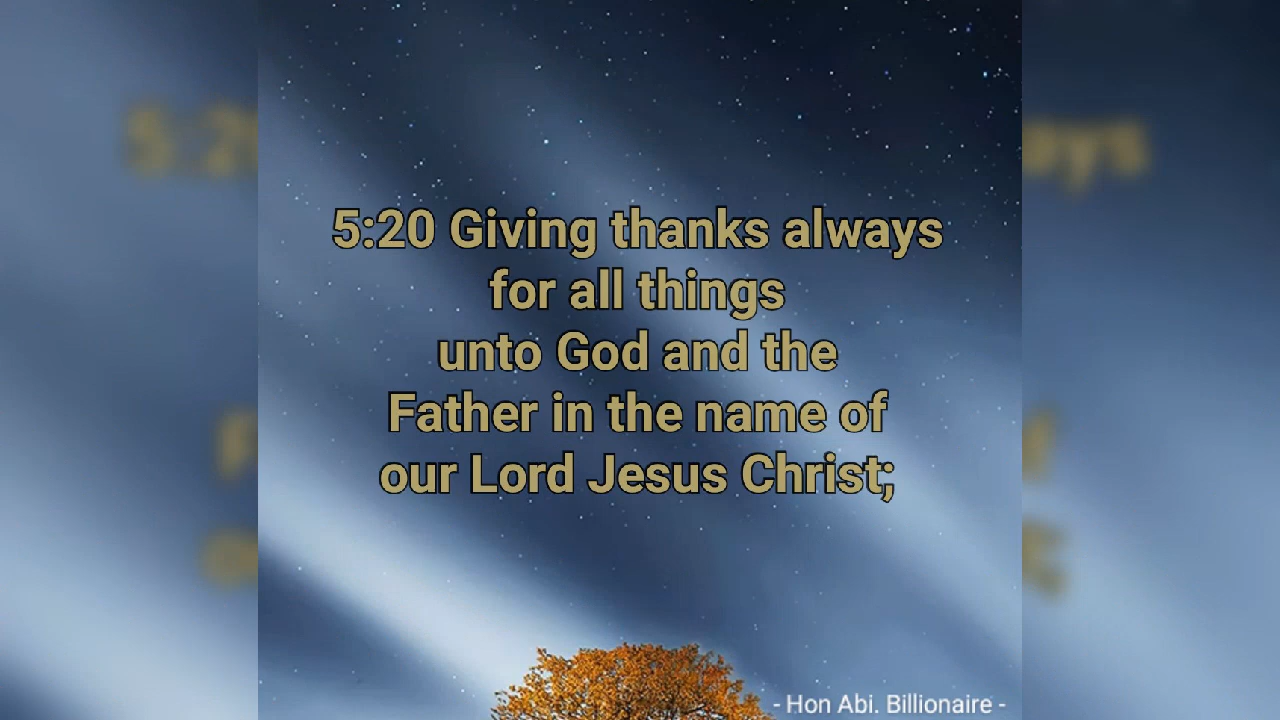 5:20 Giving thanks always
for all things
unto God and the
Father in the name of
our Lord Jesus Christ;
- Hon Abi. Billionaire -